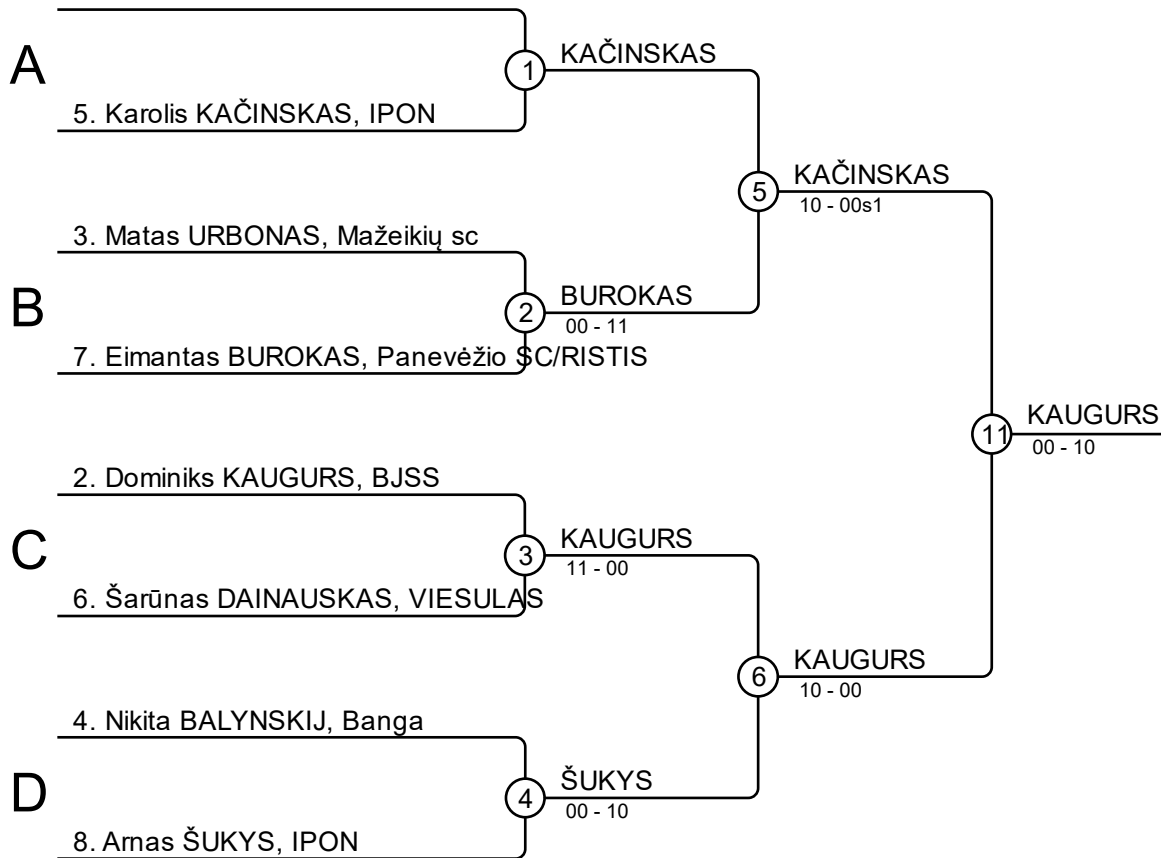 A
1
KAČINSKAS
5. Karolis KAČINSKAS, IPON
5
KAČINSKAS
10 - 00s1
3. Matas URBONAS, Mažeikių sc
B
2
BUROKAS
00 - 11
7. Eimantas BUROKAS, Panevėžio SC/RISTIS
11
KAUGURS
00 - 10
2. Dominiks KAUGURS, BJSS
C
3
KAUGURS
11 - 00
6. Šarūnas DAINAUSKAS, VIESULAS
6
KAUGURS
10 - 00
4. Nikita BALYNSKIJ, Banga
D
4
ŠUKYS
00 - 10
8. Arnas ŠUKYS, IPON